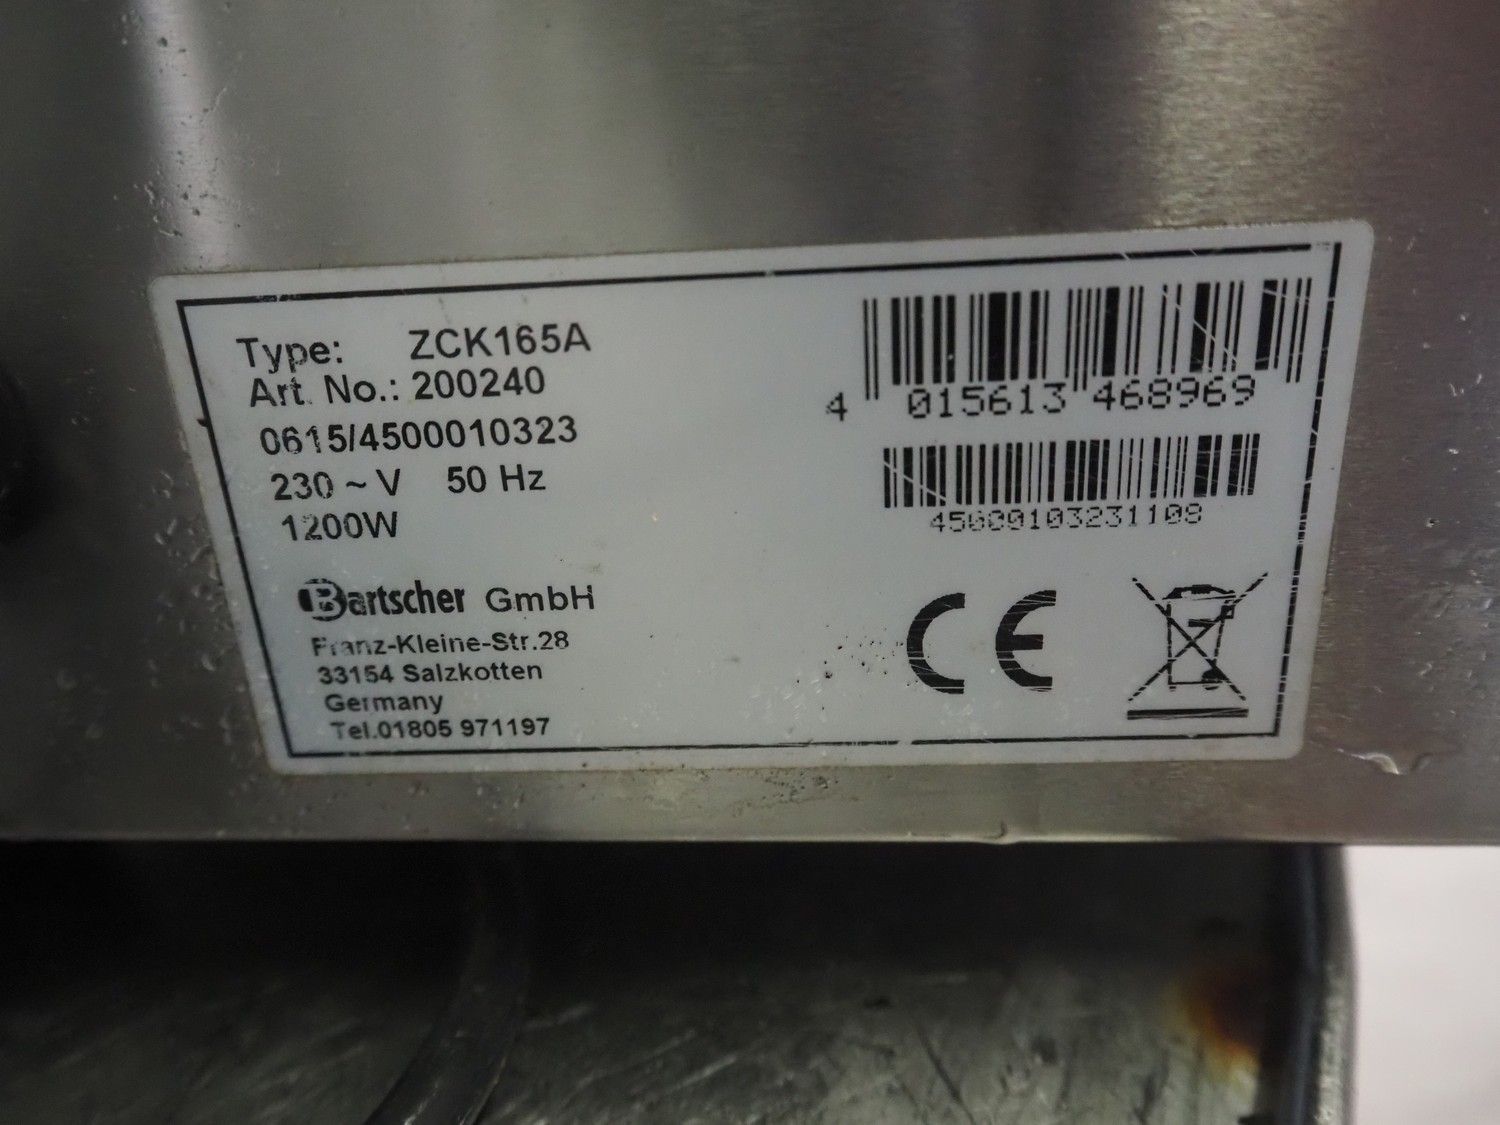 Type: ZCK165A
Art. No.: 200240
0615/4500010323
230 ~ V 50 Hz
1200W
Bartscher GmbH
Franz-Kleine-Str.28
33154 Salzkotten
Germany
Tel.01805 971197
4 015613 468969
CE